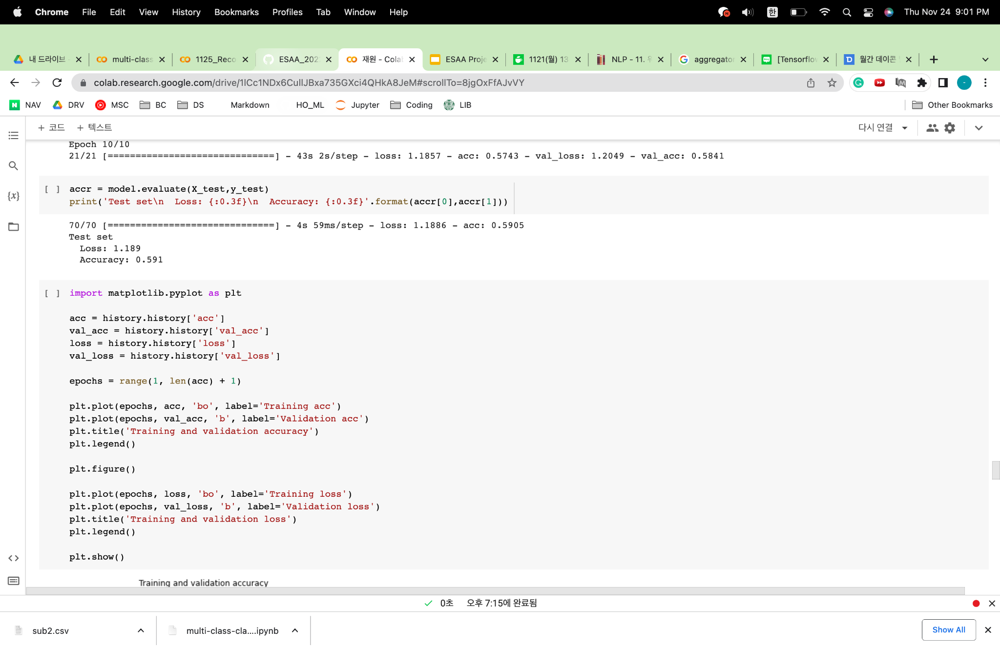 Chrome File Edit View History Bookmarks Profiles Tab Window Help 한 Thu Nov 24 9:01 PM
내 드라이브 - multi-class 1125_Reco ESAA_202 재원 - Colal ESAA Proje 1121(월) 13 NLP - 11. aggregator [Tensorflov 월간 데이콘
colab.research.google.com/drive/1lCc1NDx6CullJBxa735GXci4QHkA8JeM#scrollTo=8jgOxFfAJvVY
NAV DRV MSC BC DS Markdown HO_ML Jupyter Coding LIB Other Bookmarks
+ 코드 + 텍스트 다시 연결
Epoch 10/10
21/21 [==============================] - 43s 2s/step - loss: 1.1857 - acc: 0.5743 - val_loss: 1.2049 - val_acc: 0.5841
[ ] accr = model.evaluate(X_test,y_test)
print('Test set\n  Loss: {:0.3f}\n  Accuracy: {:0.3f}'.format(accr[0],accr[1]))
70/70 [==============================] - 4s 59ms/step - loss: 1.1886 - acc: 0.5905
Test set
  Loss: 1.189
  Accuracy: 0.591
[ ] import matplotlib.pyplot as plt
acc = history.history['acc']
val_acc = history.history['val_acc']
loss = history.history['loss']
val_loss = history.history['val_loss']
epochs = range(1, len(acc) + 1)
plt.plot(epochs, acc, 'bo', label='Training acc')
plt.plot(epochs, val_acc, 'b', label='Validation acc')
plt.title('Training and validation accuracy')
plt.legend()
plt.figure()
plt.plot(epochs, loss, 'bo', label='Training loss')
plt.plot(epochs, val_loss, 'b', label='Validation loss')
plt.title('Training and validation loss')
plt.legend()
plt.show()
Training and validation accuracy
0초 오후 7:15에 완료됨
sub2.csv multi-class-cla....ipynb Show All